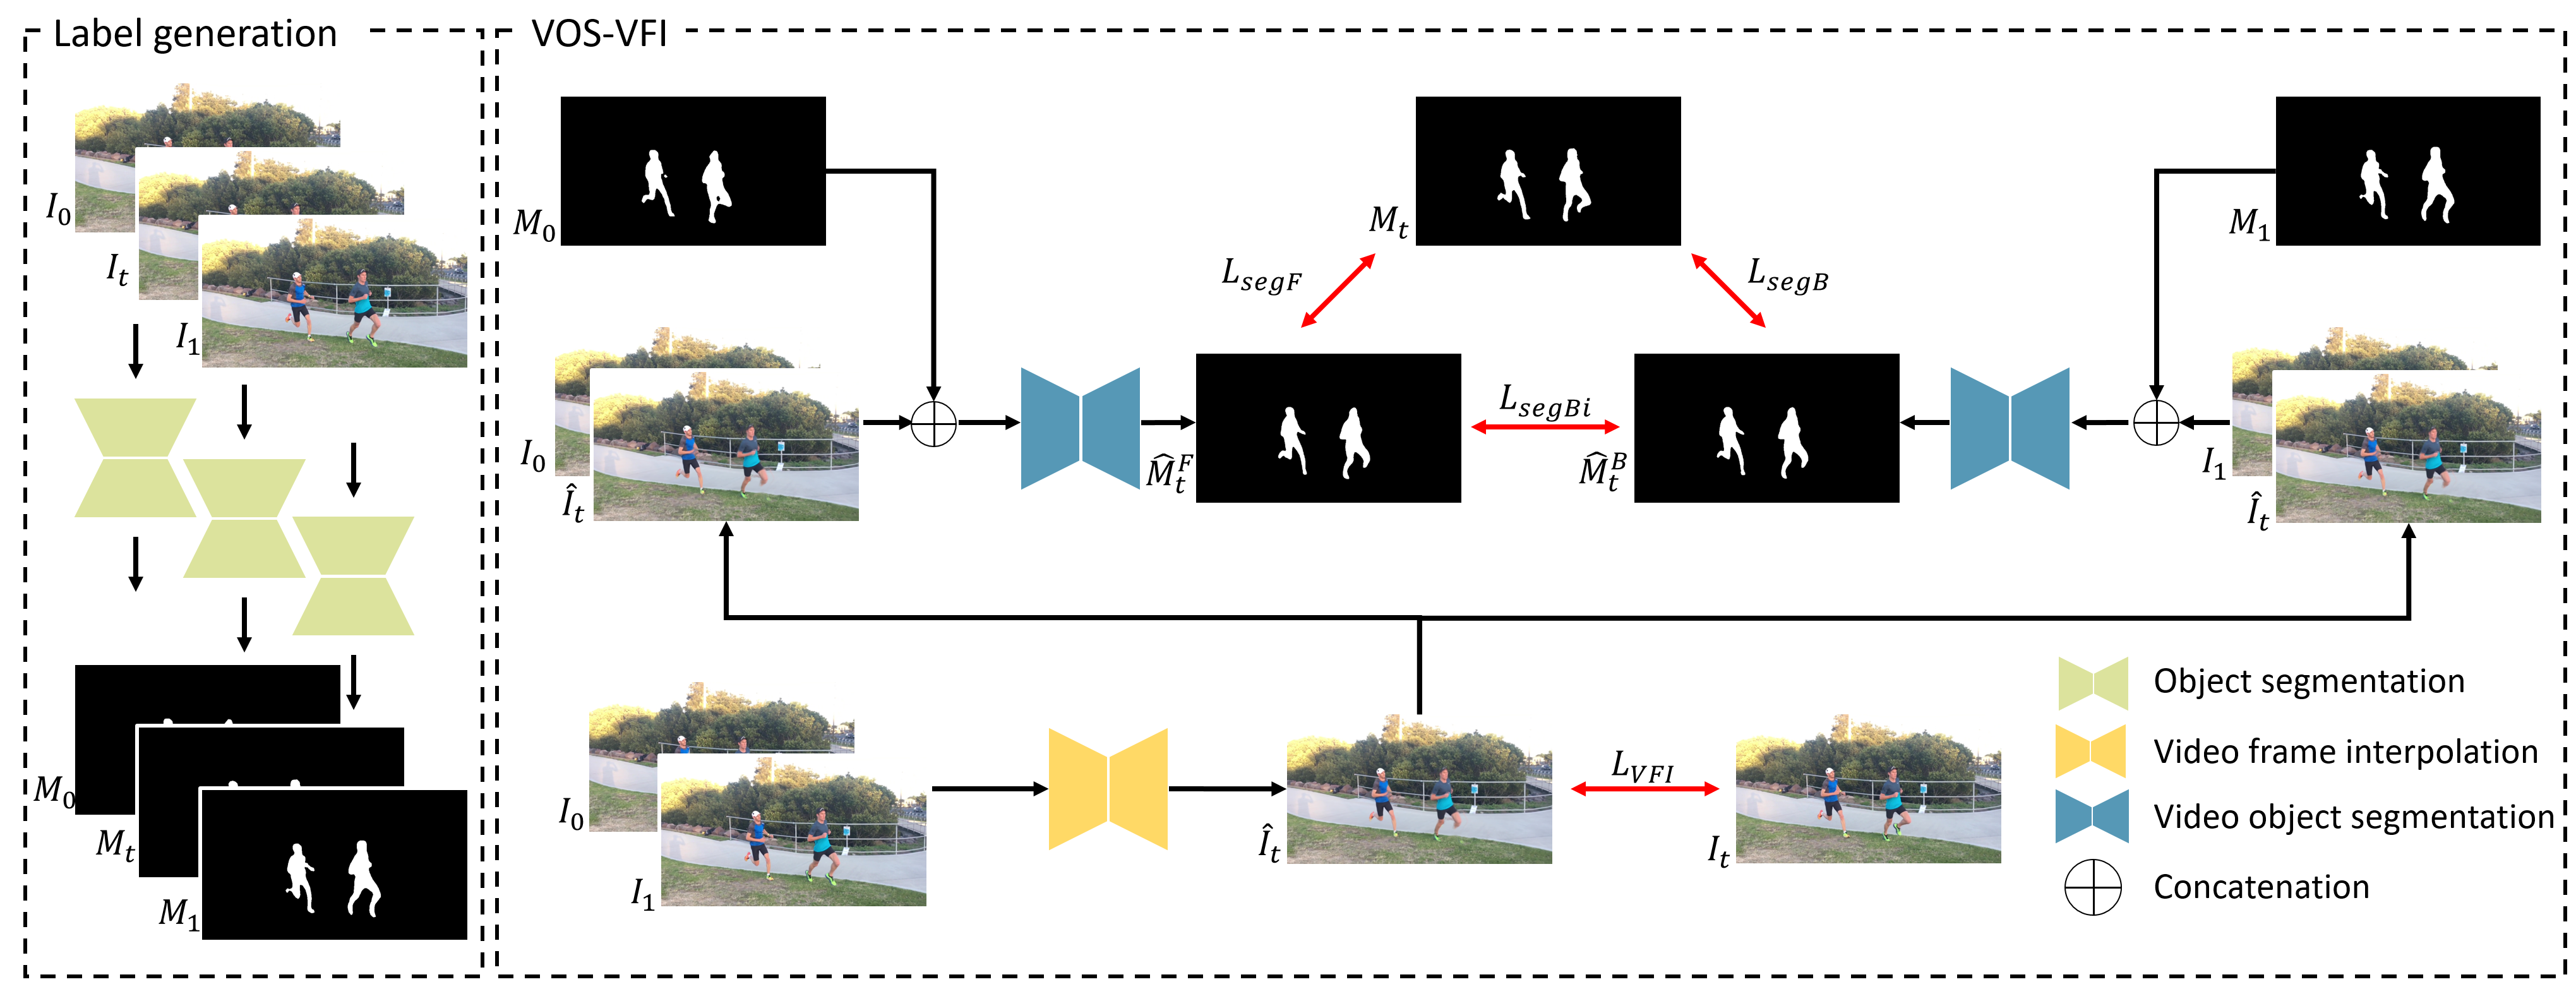 Label generation
I_0
I_t
I_1
M_0
M_t
M_1
VOS-VFI
M_0
M_t
M_1
L_{segF}
L_{segB}
I_0
\hat{I}_t
\hat{M}_t^F
L_{segBi}
\hat{M}_t^B
I_1
\hat{I}_t
I_0
I_1
\hat{I}_t
L_{VFI}
I_t
Object segmentation
Video frame interpolation
Video object segmentation
Concatenation